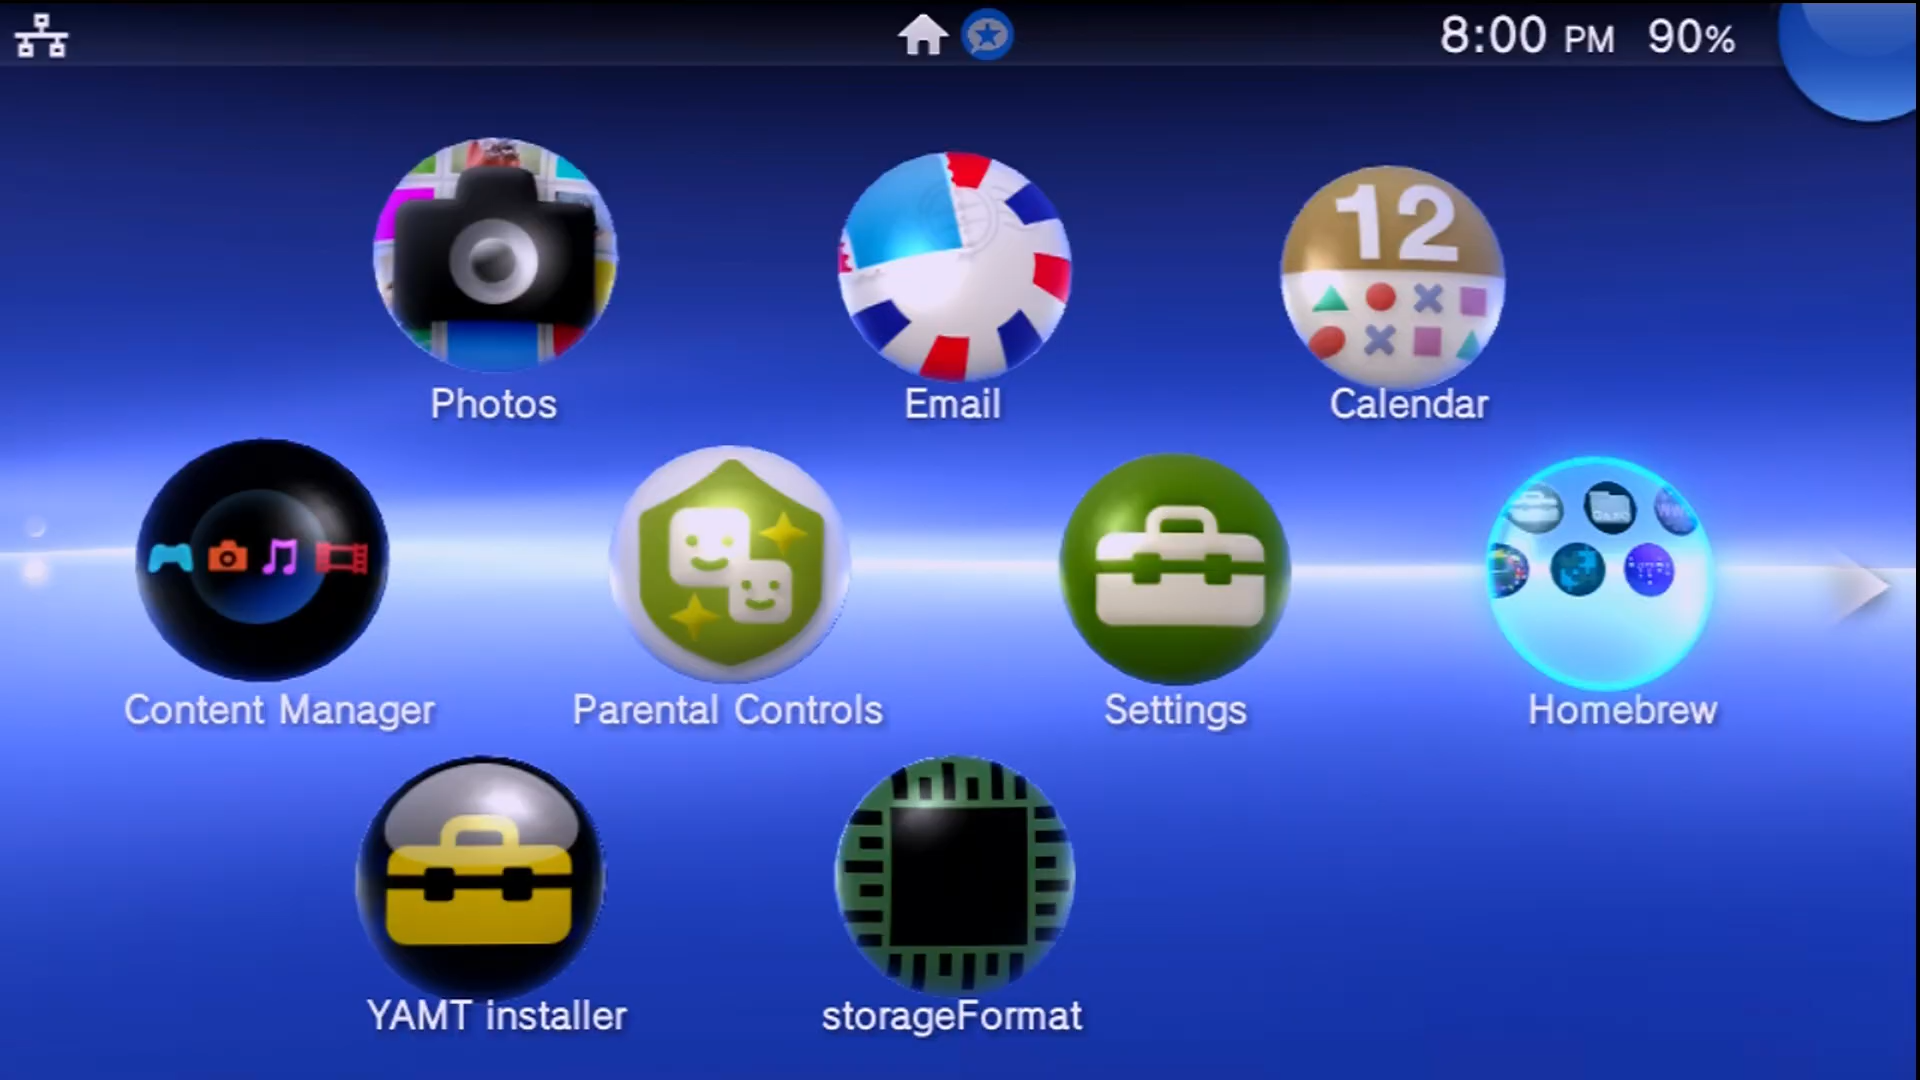 8:00 PM 90%
12
Photos
Email
Calendar
Content Manager
Parental Controls
Settings
Homebrew
YAMT installer
storageFormat